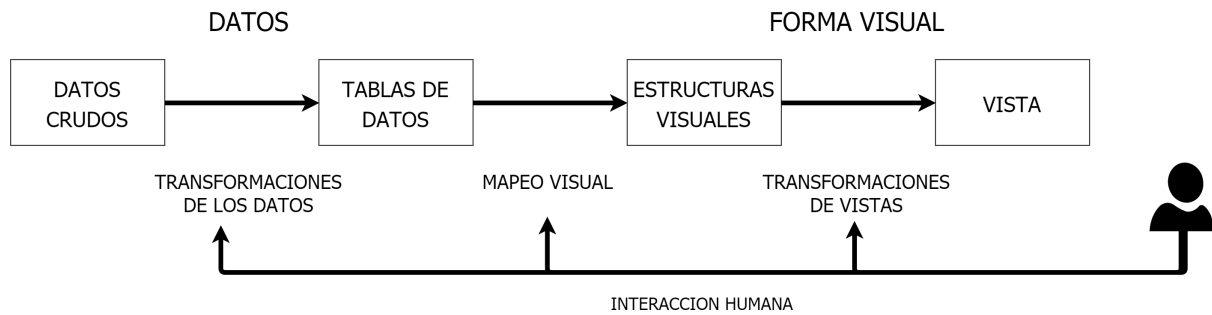 DATOS
FORMA VISUAL
DATOS
CRUDOS
TABLAS DE
DATOS
ESTRUCTURAS
VISUALES
VISTA
TRANSFORMACIONES
DE LOS DATOS
MAPEO VISUAL
TRANSFORMACIONES
DE VISTAS
INTERACCION HUMANA